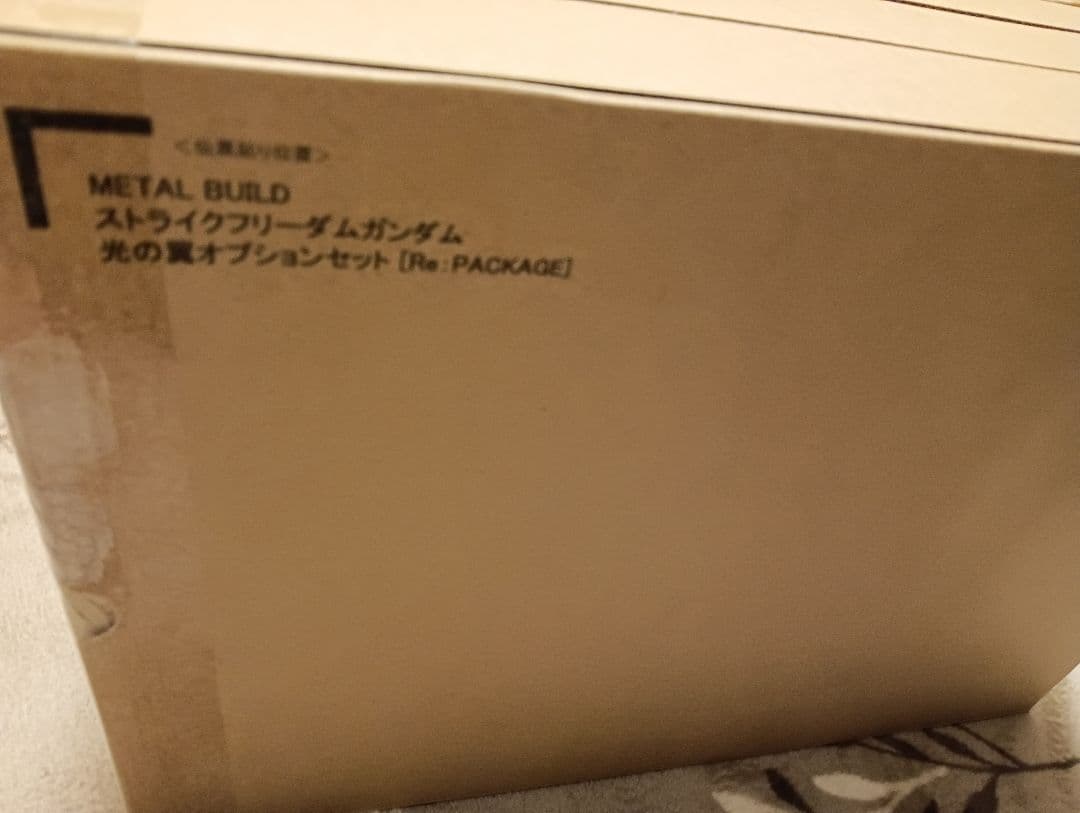 <伝票貼り位置>
METAL BUILD
ストライクフリーダムガンダム
光の翼オプションセット [Re:PACKAGE]